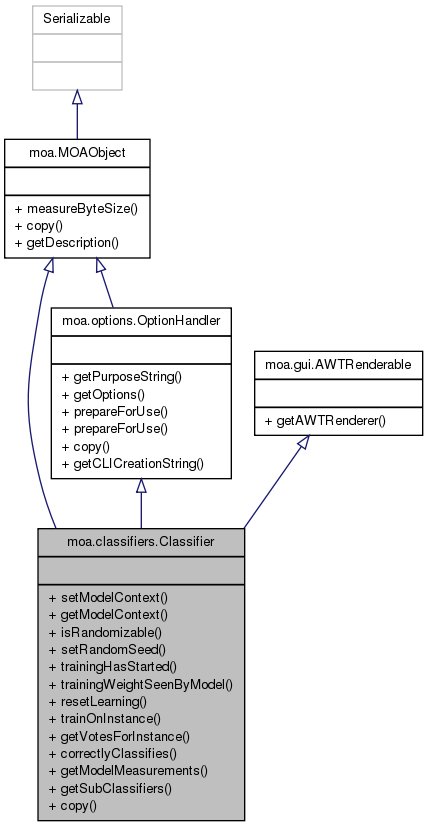 Serializable
moa.MOAObject
+ measureByteSize()
+ copy()
+ getDescription()
moa.options.OptionHandler
+ getPurposeString()
+ getOptions()
+ prepareForUse()
+ prepareForUse()
+ copy()
+ getCLICreationString()
moa.gui.AWTRenderable
+ getAWTRenderer()
moa.classifiers.Classifier
+ setModelContext()
+ getModelContext()
+ isRandomizable()
+ setRandomSeed()
+ trainingHasStarted()
+ trainingWeightSeenByModel()
+ resetLearning()
+ trainOnInstance()
+ getVotesForInstance()
+ correctlyClassifies()
+ getModelMeasurements()
+ getSubClassifiers()
+ copy()